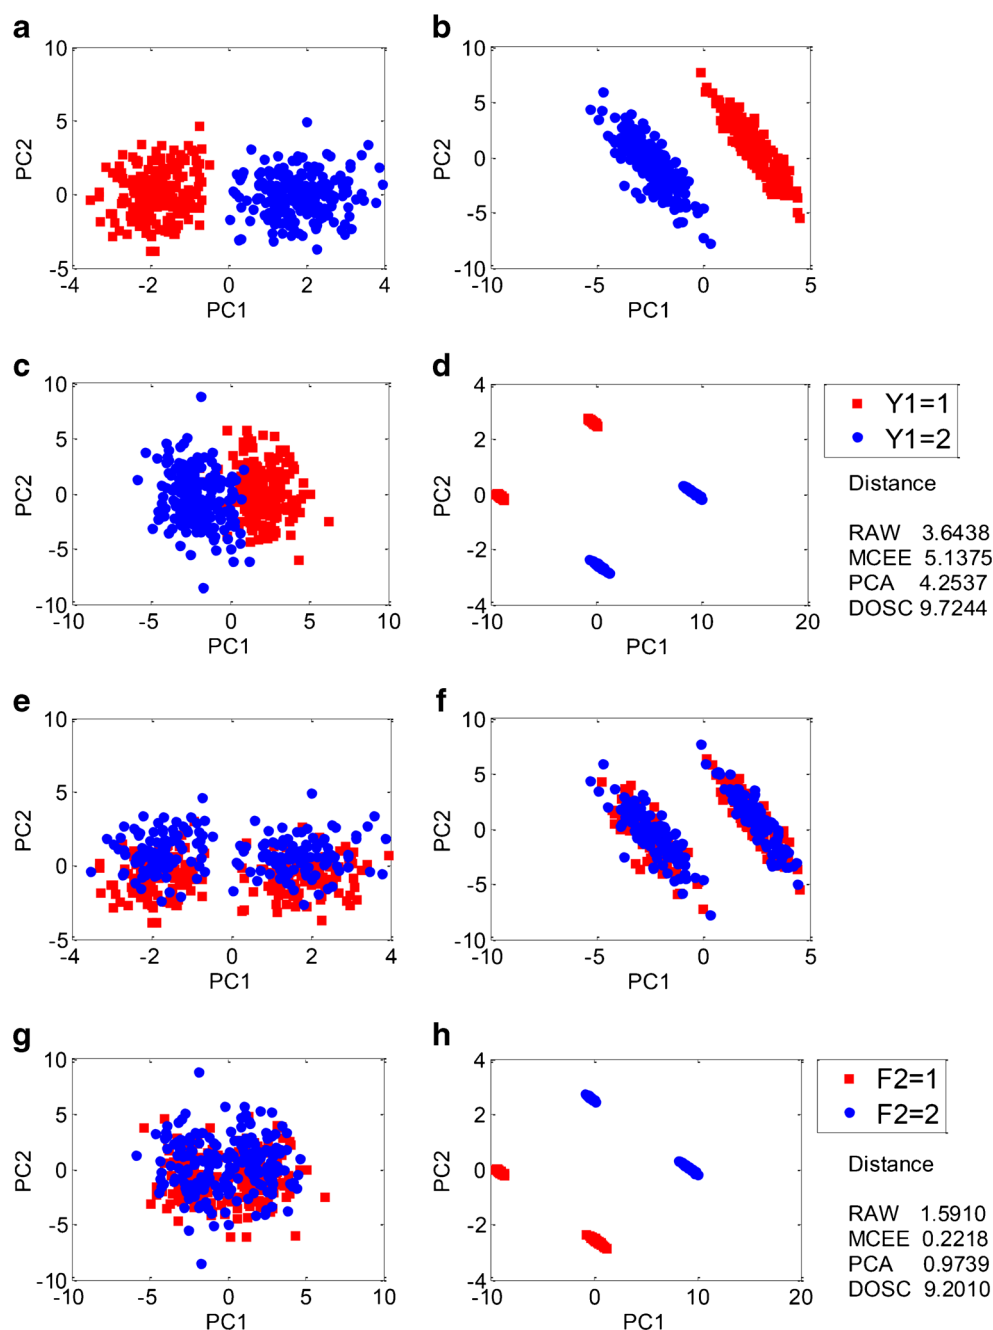 a
10
5
0
-5
PC2
-4
-2
0
2
4
PC1
b
10
5
0
-5
-10
PC2
-10
-5
0
5
PC1
c
10
5
0
-5
-10
PC2
-10
-5
0
5
10
PC1
d
4
2
0
-2
-4
PC2
-10
0
10
20
PC1
Y1=1
Y1=2
Distance
RAW 3.6438
MCEE 5.1375
PCA 4.2537
DOSC 9.7244
e
10
5
0
-5
PC2
-4
-2
0
2
4
PC1
f
10
5
0
-5
-10
PC2
-10
-5
0
5
PC1
g
10
5
0
-5
-10
PC2
-10
-5
0
5
10
PC1
h
4
2
0
-2
-4
PC2
-10
0
10
20
PC1
F2=1
F2=2
Distance
RAW 1.5910
MCEE 0.2218
PCA 0.9739
DOSC 9.2010